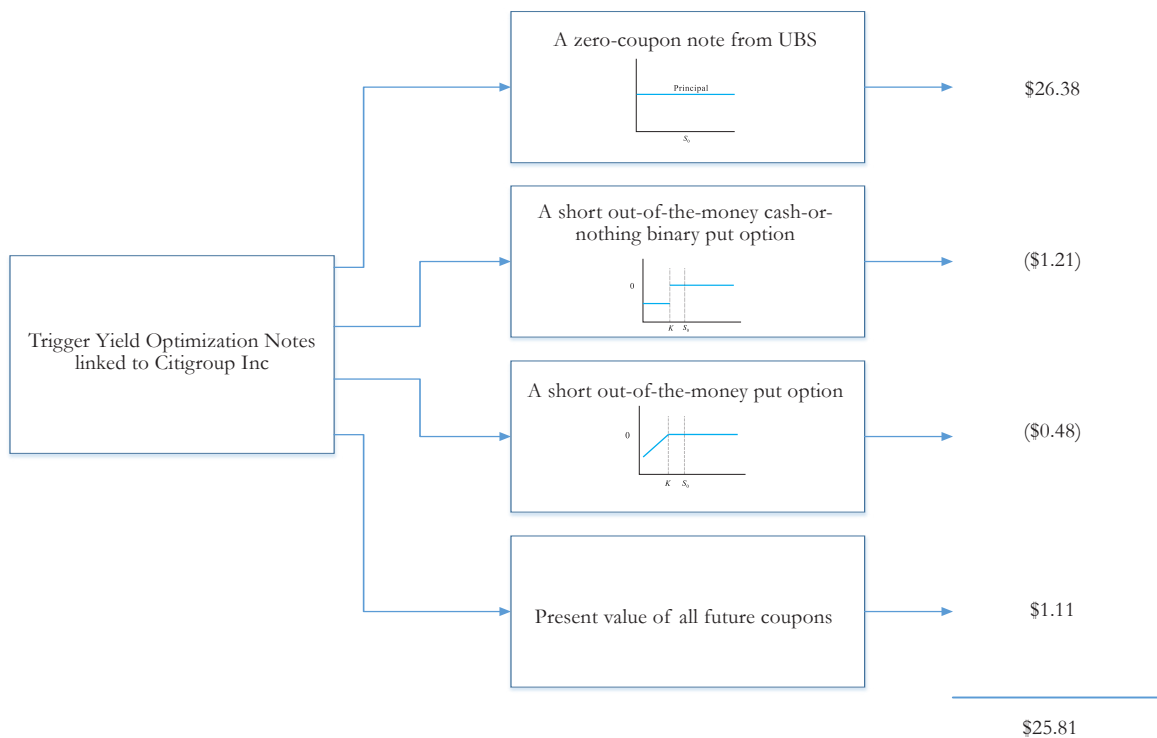 A zero-coupon note from UBS
Principal
S₀
$26.38
A short out-of-the-money cash-or-
nothing binary put option
0
K S₀
($1.21)
Trigger Yield Optimization Notes
linked to Citigroup Inc
A short out-of-the-money put option
0
K S₀
($0.48)
Present value of all future coupons
$1.11
$25.81